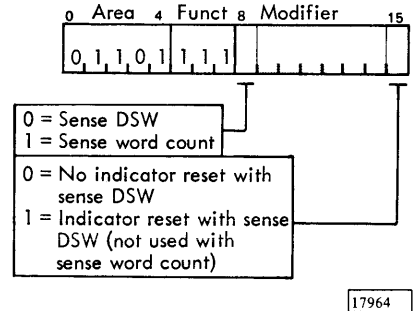 0 Area 4 Funct 8 Modifier 15
0 1 1 0 1 1 1 1
0 = Sense DSW
1 = Sense word count
0 = No indicator reset with
sense DSW
1 = Indicator reset with sense
DSW (not used with
sense word count)
17964